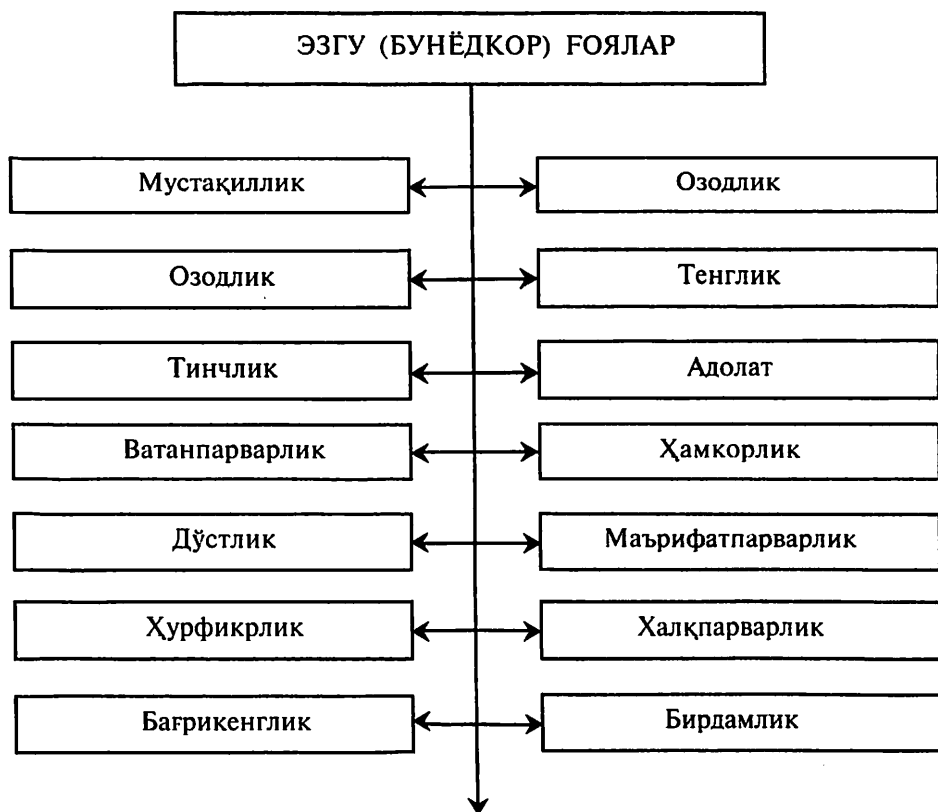 ЭЗГУ (БУНЁДКОР) ҒОЯЛАР
Мустақиллик
Озодлик
Озодлик
Тенглик
Тинчлик
Адолат
Ватанпарварлик
Ҳамкорлик
Дўстлик
Маърифатпарварлик
Ҳурфикрлик
Халқпарварлик
Бағрикенглик
Бирдамлик